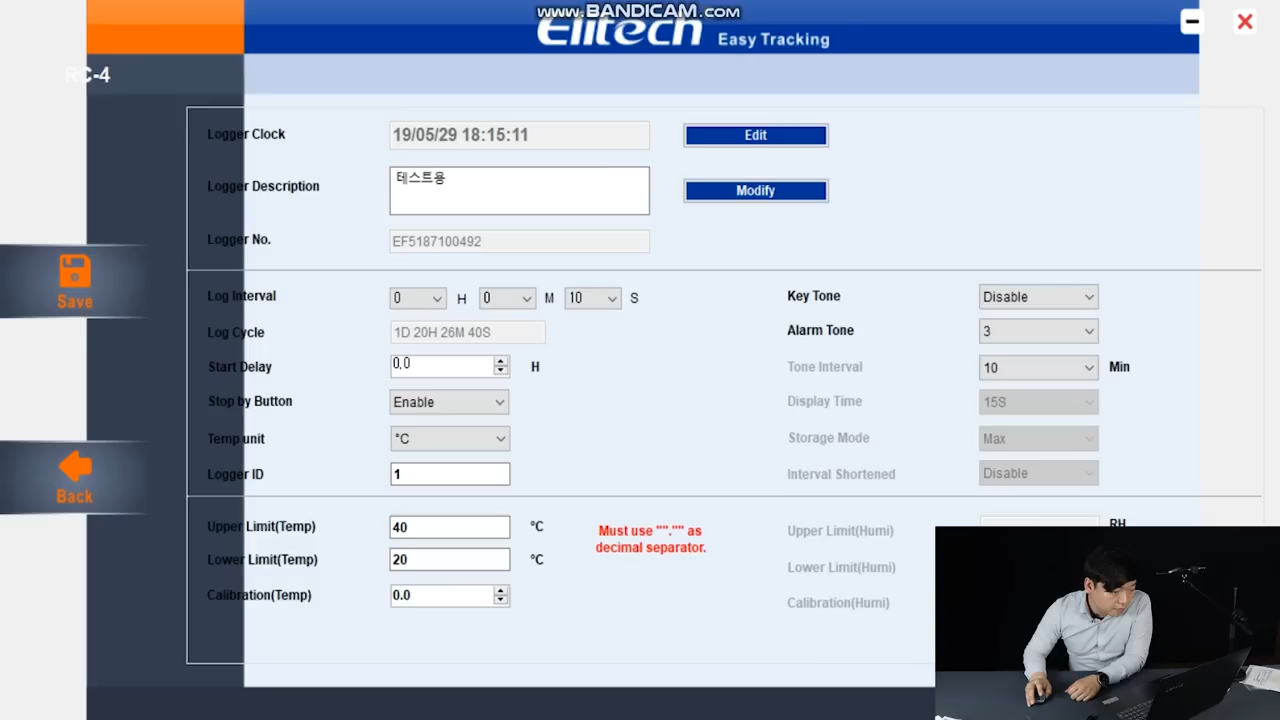 www.BANDICAM.com
Elitech Easy Tracking
RC-4
Logger Clock 19/05/29 18:15:11 Edit
Logger Description 테스트용 Modify
Logger No. EF5187100492
Save
Log Interval 0 H 0 M 10 S Key Tone Disable
Log Cycle 1D 20H 26M 40S Alarm Tone 3
Start Delay 0.0 H Tone Interval 10 Min
Stop by Button Enable Display Time 15S
Temp unit °C Storage Mode Max
Logger ID 1 Interval Shortened Disable
Back
Upper Limit(Temp) 40 °C Must use ""."" as Upper Limit(Humi) RH
Lower Limit(Temp) 20 °C decimal separator. Lower Limit(Humi)
Calibration(Temp) 0.0 Calibration(Humi)